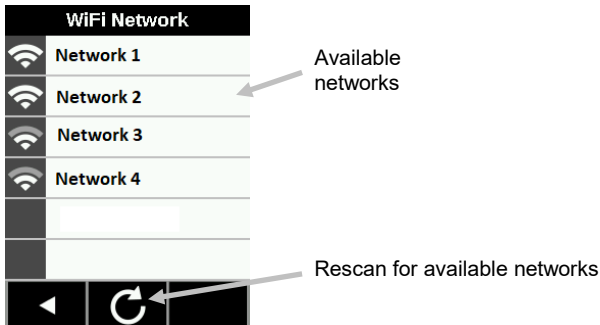 WiFi Network
Network 1
Network 2
Network 3
Network 4
Available
networks
Rescan for available networks